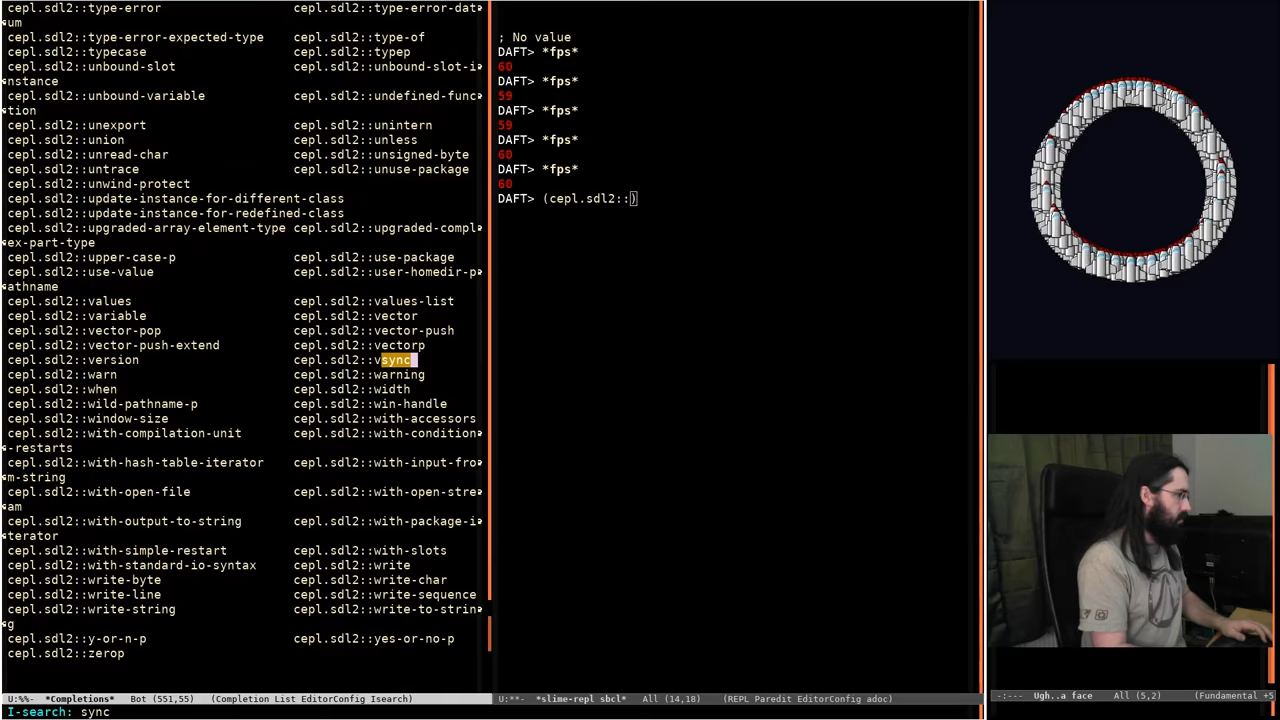 cepl.sdl2::type-error cepl.sdl2::type-error-dat
um
cepl.sdl2::type-error-expected-type cepl.sdl2::type-of
cepl.sdl2::typecase cepl.sdl2::typep
cepl.sdl2::unbound-slot cepl.sdl2::unbound-slot-i
nstance
cepl.sdl2::unbound-variable cepl.sdl2::undefined-func
tion
cepl.sdl2::unexport cepl.sdl2::unintern
cepl.sdl2::union cepl.sdl2::unless
cepl.sdl2::unread-char cepl.sdl2::unsigned-byte
cepl.sdl2::untrace cepl.sdl2::unuse-package
cepl.sdl2::unwind-protect
cepl.sdl2::update-instance-for-different-class
cepl.sdl2::update-instance-for-redefined-class
cepl.sdl2::upgraded-array-element-type cepl.sdl2::upgraded-compl
ex-part-type
cepl.sdl2::upper-case-p cepl.sdl2::use-package
cepl.sdl2::use-value cepl.sdl2::user-homedir-p
athname
cepl.sdl2::values cepl.sdl2::values-list
cepl.sdl2::variable cepl.sdl2::vector
cepl.sdl2::vector-pop cepl.sdl2::vector-push
cepl.sdl2::vector-push-extend cepl.sdl2::vectorp
cepl.sdl2::version cepl.sdl2::vsync
cepl.sdl2::warn cepl.sdl2::warning
cepl.sdl2::when cepl.sdl2::width
cepl.sdl2::wild-pathname-p cepl.sdl2::win-handle
cepl.sdl2::window-size cepl.sdl2::with-accessors
cepl.sdl2::with-compilation-unit cepl.sdl2::with-condition
-restarts
cepl.sdl2::with-hash-table-iterator cepl.sdl2::with-input-fro
m-string
cepl.sdl2::with-open-file cepl.sdl2::with-open-stre
am
cepl.sdl2::with-output-to-string cepl.sdl2::with-package-i
terator
cepl.sdl2::with-simple-restart cepl.sdl2::with-slots
cepl.sdl2::with-standard-io-syntax cepl.sdl2::write
cepl.sdl2::write-byte cepl.sdl2::write-char
cepl.sdl2::write-line cepl.sdl2::write-sequence
cepl.sdl2::write-string cepl.sdl2::write-to-strin
g
cepl.sdl2::y-or-n-p cepl.sdl2::yes-or-no-p
cepl.sdl2::zerop
U:%%- *Completions* Bot (551,55) (Completion List EditorConfig Isearch)
I-search: sync
; No value
DAFT> *fps*
60
DAFT> *fps*
59
DAFT> *fps*
59
DAFT> *fps*
60
DAFT> *fps*
60
DAFT> (cepl.sdl2::)
U:**- *slime-repl sbcl* All (14,18) (REPL Paredit EditorConfig adoc)
-:--- Ugh..a face All (5,2) (Fundamental +5